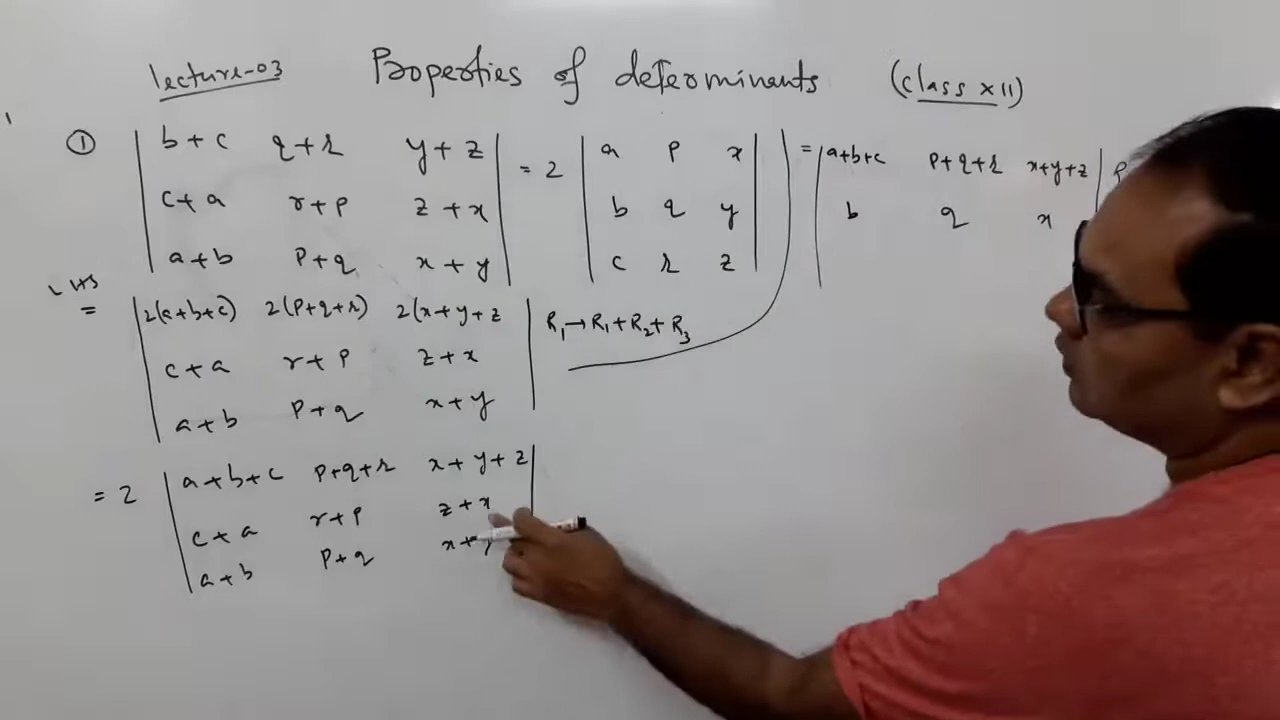 lecture-03 Properties of determinants (class XII)
① | b+c q+r y+z | = 2 | a p x |
| c+a r+p z+x | | b q y |
| a+b p+q x+y | | c r z |
LHS
= | 2(a+b+c) 2(p+q+r) 2(x+y+z | R₁→R₁+R₂+R₃
| c+a r+p z+x |
| a+b p+q x+y |
= 2 | a+b+c p+q+r x+y+z |
| c+a r+p z+x
| a+b p+q x+y
= | a+b+c p+q+r x+y+z |
| b q x